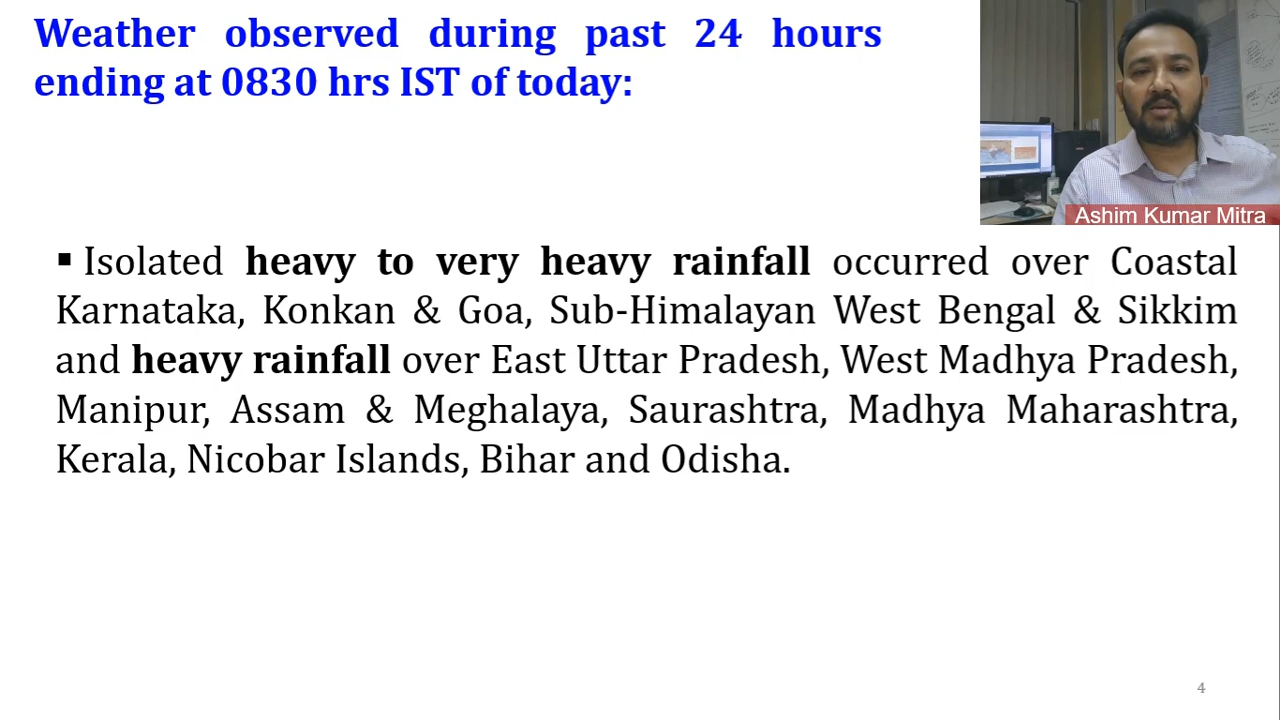 Weather observed during past 24 hours
ending at 0830 hrs IST of today:
Ashim Kumar Mitra
▪ Isolated heavy to very heavy rainfall occurred over Coastal
Karnataka, Konkan & Goa, Sub-Himalayan West Bengal & Sikkim
and heavy rainfall over East Uttar Pradesh, West Madhya Pradesh,
Manipur, Assam & Meghalaya, Saurashtra, Madhya Maharashtra,
Kerala, Nicobar Islands, Bihar and Odisha.
4